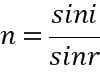 n = sini / sinr